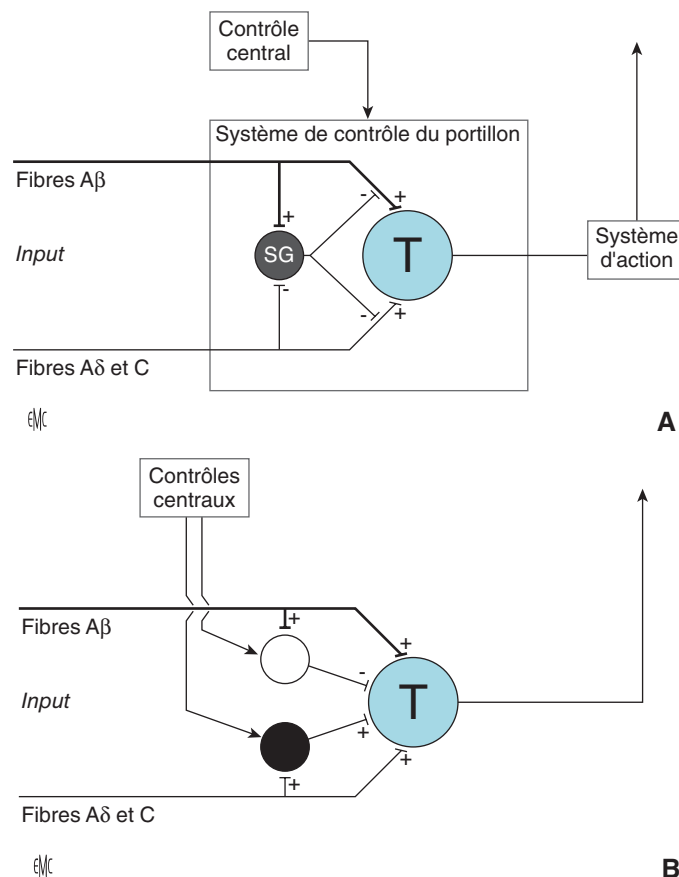 Contrôle
central
Système de contrôle du portillon
Fibres Aβ
+
-
+
Input
SG
T
Système
d'action
-
-
+
Fibres Aδ et C
EMC
A
Contrôles
centraux
Fibres Aβ
+
+
-
Input
T
+
+
+
Fibres Aδ et C
EMC
B